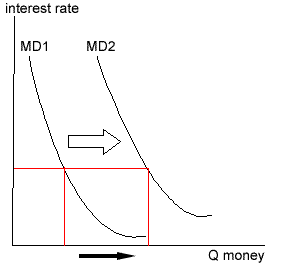 interest rate
MD1 MD2
Q money